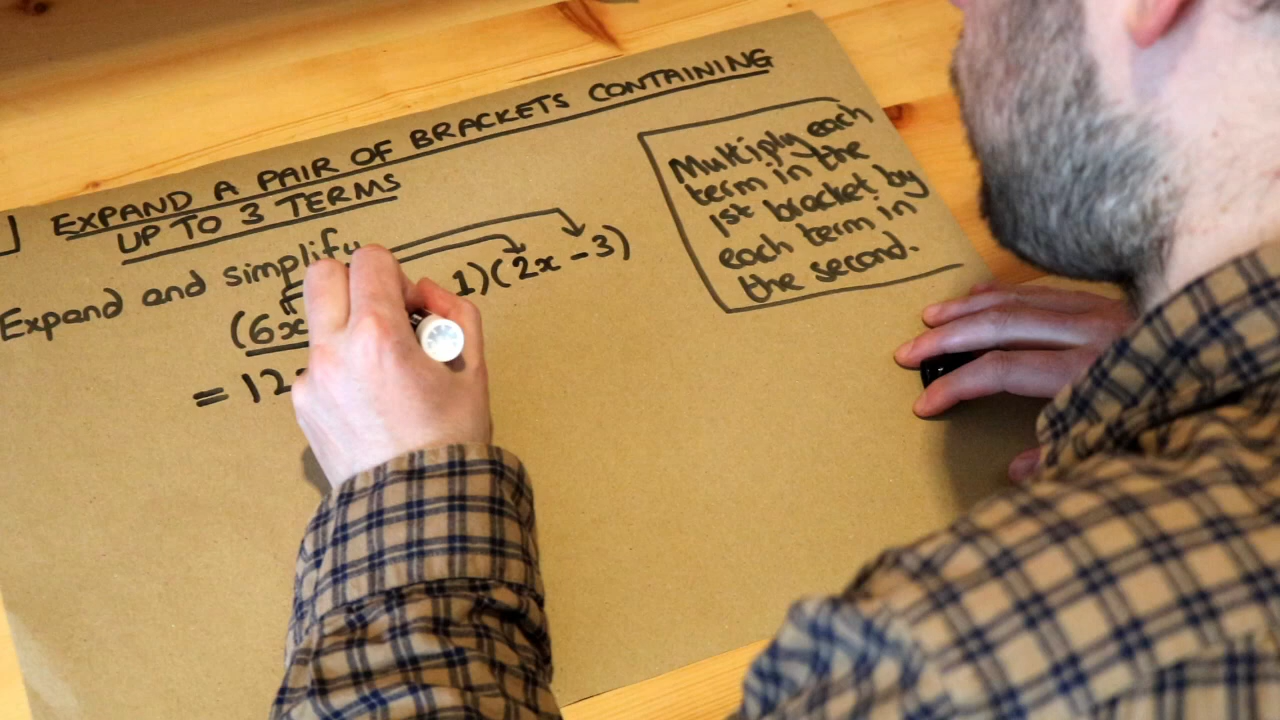 EXPAND A PAIR OF BRACKETS CONTAINING
UP TO 3 TERMS
Expand and simplify
(6x 1)(2x - 3)
= 12
Multiply each
term in the
1st bracket by
each term in
the second.